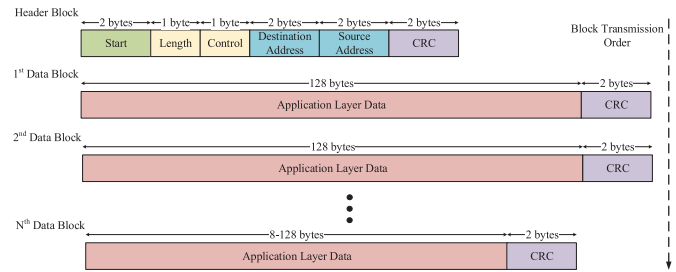 Header Block
2 bytes 1 byte 1 byte 2 bytes 2 bytes 2 bytes
Start Length Control Destination Address Source Address CRC
Block Transmission Order
1st Data Block
128 bytes 2 bytes
Application Layer Data CRC
2nd Data Block
128 bytes 2 bytes
Application Layer Data CRC
Nth Data Block
8-128 bytes 2 bytes
Application Layer Data CRC